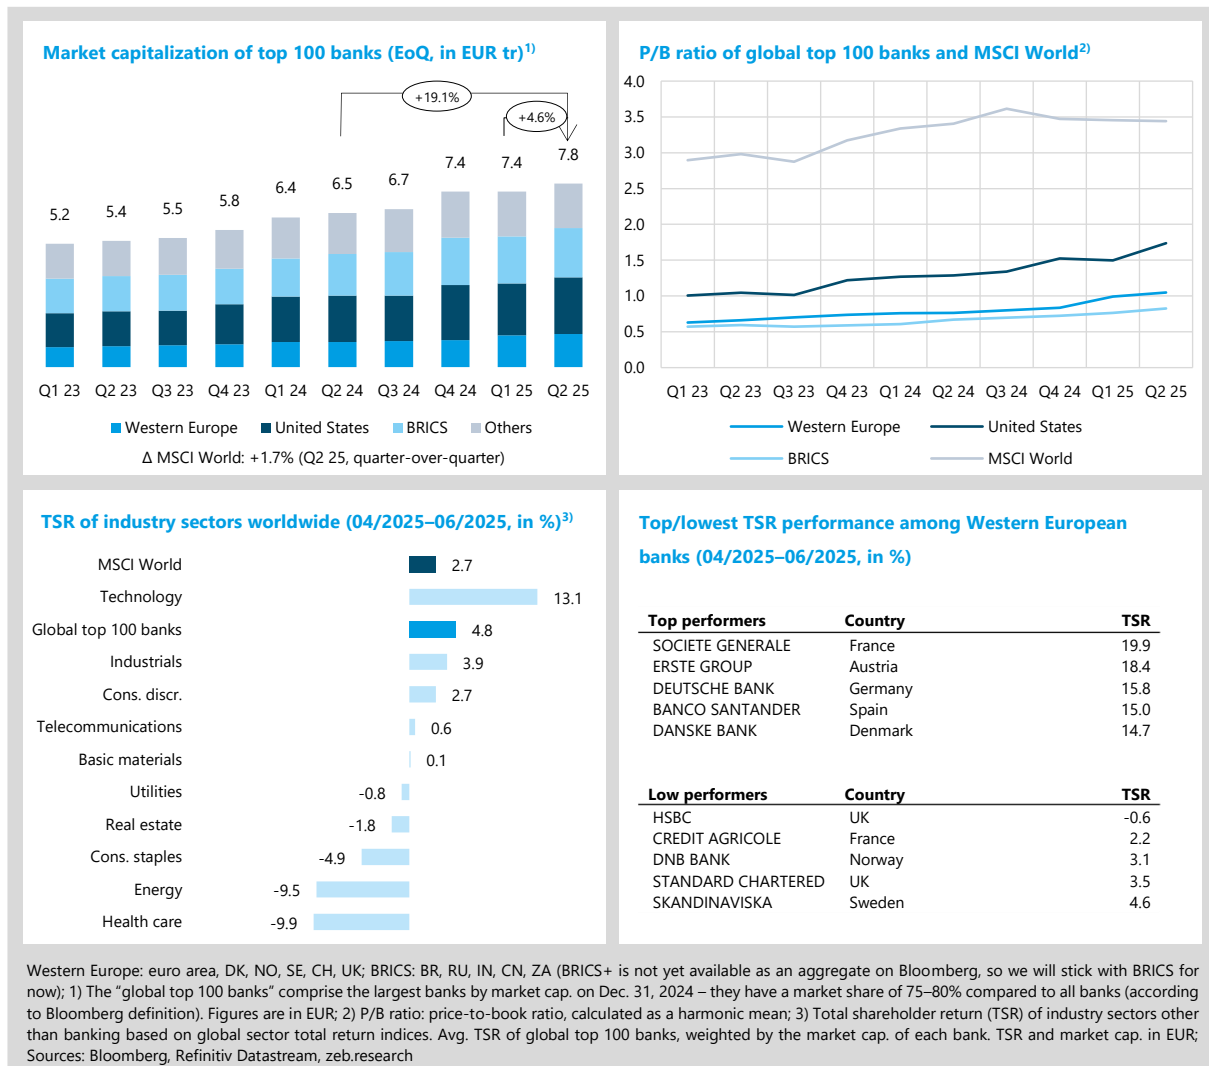 Market capitalization of top 100 banks (EoQ, in EUR tr)1)
+19.1%
+4.6%
5.2
5.4
5.5
5.8
6.4
6.5
6.7
7.4
7.4
7.8
Q1 23 Q2 23 Q3 23 Q4 23 Q1 24 Q2 24 Q3 24 Q4 24 Q1 25 Q2 25
Western Europe United States BRICS Others
Δ MSCI World: +1.7% (Q2 25, quarter-over-quarter)
P/B ratio of global top 100 banks and MSCI World2)
4.0
3.5
3.0
2.5
2.0
1.5
1.0
0.5
0.0
Q1 23 Q2 23 Q3 23 Q4 23 Q1 24 Q2 24 Q3 24 Q4 24 Q1 25 Q2 25
Western Europe United States
BRICS MSCI World
TSR of industry sectors worldwide (04/2025–06/2025, in %)3)
MSCI World 2.7
Technology 13.1
Global top 100 banks 4.8
Industrials 3.9
Cons. discr. 2.7
Telecommunications 0.6
Basic materials 0.1
Utilities -0.8
Real estate -1.8
Cons. staples -4.9
Energy -9.5
Health care -9.9
Top/lowest TSR performance among Western European
banks (04/2025–06/2025, in %)
Top performers Country TSR
SOCIETE GENERALE France 19.9
ERSTE GROUP Austria 18.4
DEUTSCHE BANK Germany 15.8
BANCO SANTANDER Spain 15.0
DANSKE BANK Denmark 14.7
Low performers Country TSR
HSBC UK -0.6
CREDIT AGRICOLE France 2.2
DNB BANK Norway 3.1
STANDARD CHARTERED UK 3.5
SKANDINAVISKA Sweden 4.6
Western Europe: euro area, DK, NO, SE, CH, UK; BRICS: BR, RU, IN, CN, ZA (BRICS+ is not yet available as an aggregate on Bloomberg, so we will stick with BRICS for
now); 1) The “global top 100 banks“ comprise the largest banks by market cap. on Dec. 31, 2024 – they have a market share of 75–80% compared to all banks (according
to Bloomberg definition). Figures are in EUR; 2) P/B ratio: price-to-book ratio, calculated as a harmonic mean; 3) Total shareholder return (TSR) of industry sectors other
than banking based on global sector total return indices. Avg. TSR of global top 100 banks, weighted by the market cap. of each bank. TSR and market cap. in EUR;
Sources: Bloomberg, Refinitiv Datastream, zeb.research